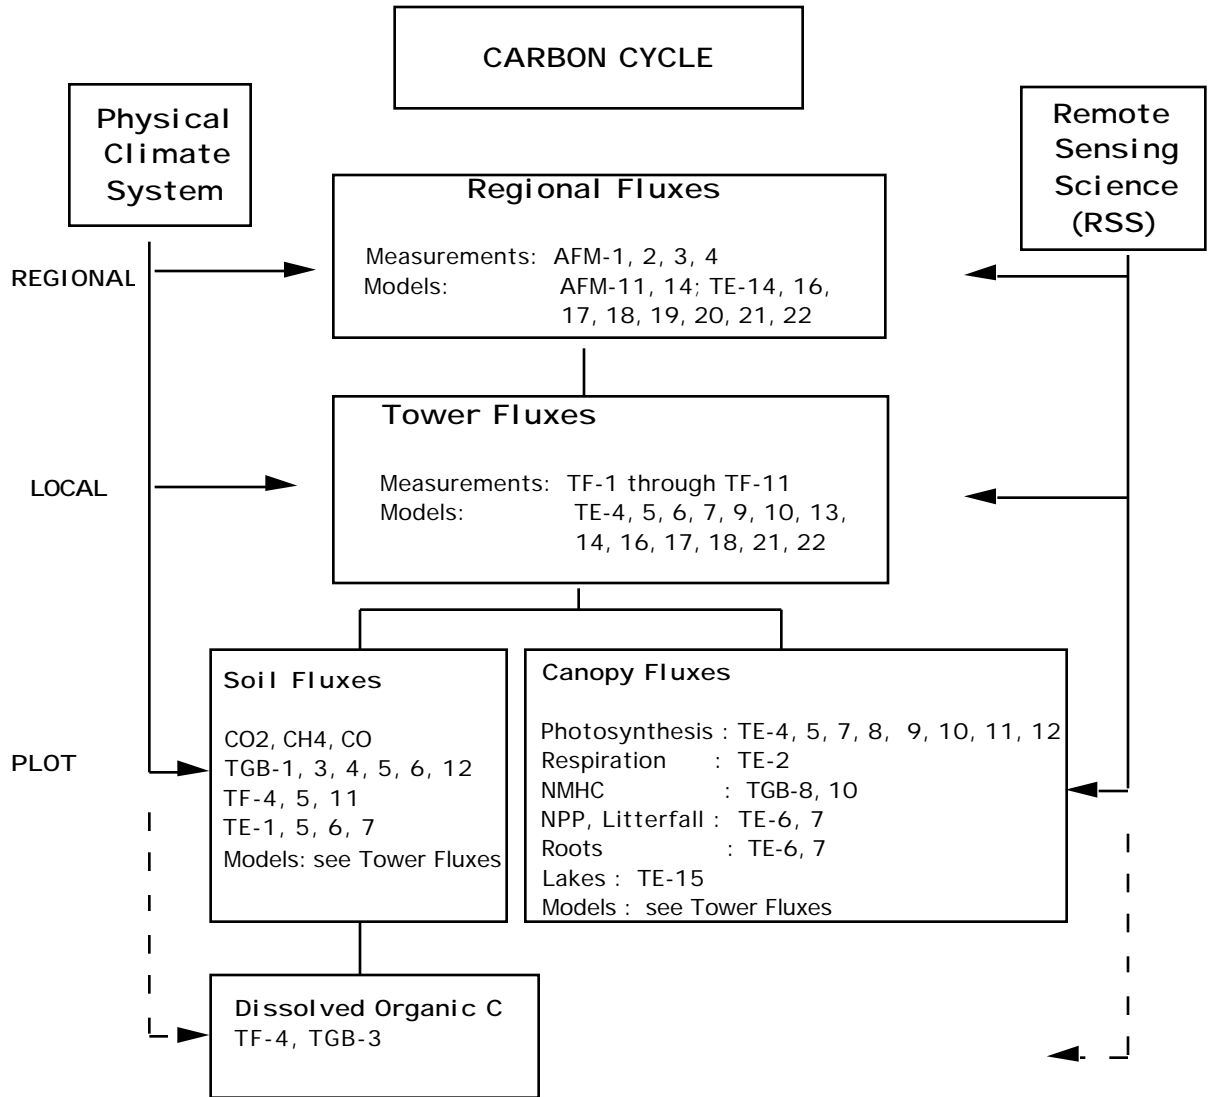 CARBON CYCLE
Physical
Climate
System
Remote
Sensing
Science
(RSS)
Regional Fluxes
Measurements: AFM-1, 2, 3, 4
Models: AFM-11, 14; TE-14, 16,
17, 18, 19, 20, 21, 22
REGIONAL
Tower Fluxes
Measurements: TF-1 through TF-11
Models: TE-4, 5, 6, 7, 9, 10, 13,
14, 16, 17, 18, 21, 22
LOCAL
Soil Fluxes
CO2, CH4, CO
TGB-1, 3, 4, 5, 6, 12
TF-4, 5, 11
TE-1, 5, 6, 7
Models: see Tower Fluxes
PLOT
Canopy Fluxes
Photosynthesis : TE-4, 5, 7, 8, 9, 10, 11, 12
Respiration : TE-2
NMHC : TGB-8, 10
NPP, Litterfall : TE-6, 7
Roots : TE-6, 7
Lakes : TE-15
Models : see Tower Fluxes
Dissolved Organic C
TF-4, TGB-3